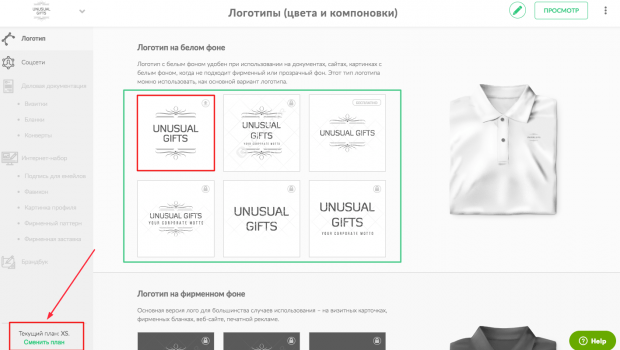 UNUSUAL
GIFTS
Логотипы (цвета и компоновки)
ПРОСМОТР
Логотип
Соцсети
Деловая документация
Визитки
Бланки
Конверты
Интернет-набор
Подпись для емейлов
Фавикон
Картинка профиля
Фирменный паттерн
Фирменная заставка
Брендбук
Текущий план: XS.
Сменить план
Логотип на белом фоне
Логотип с белым фоном удобен при использовании на документах, сайтах, картинках с
белым фоном, когда не подходит фирменный или прозрачный фон. Этот тип логотипа
можно использовать, как основной вариант логотипа.
UNUSUAL
GIFTS
UNUSUAL
GIFTS
YOUR CORPORATE MOTTO
UNUSUAL GIFTS
UNUSUAL GIFTS
YOUR CORPORATE MOTTO
UNUSUAL
GIFTS
UNUSUAL
GIFTS
YOUR CORPORATE MOTTO
Логотип на фирменном фоне
Основная версия лого для большинства случаев использования – на визитных карточках,
фирменных бланках, веб-сайте, печатной рекламе.
Help